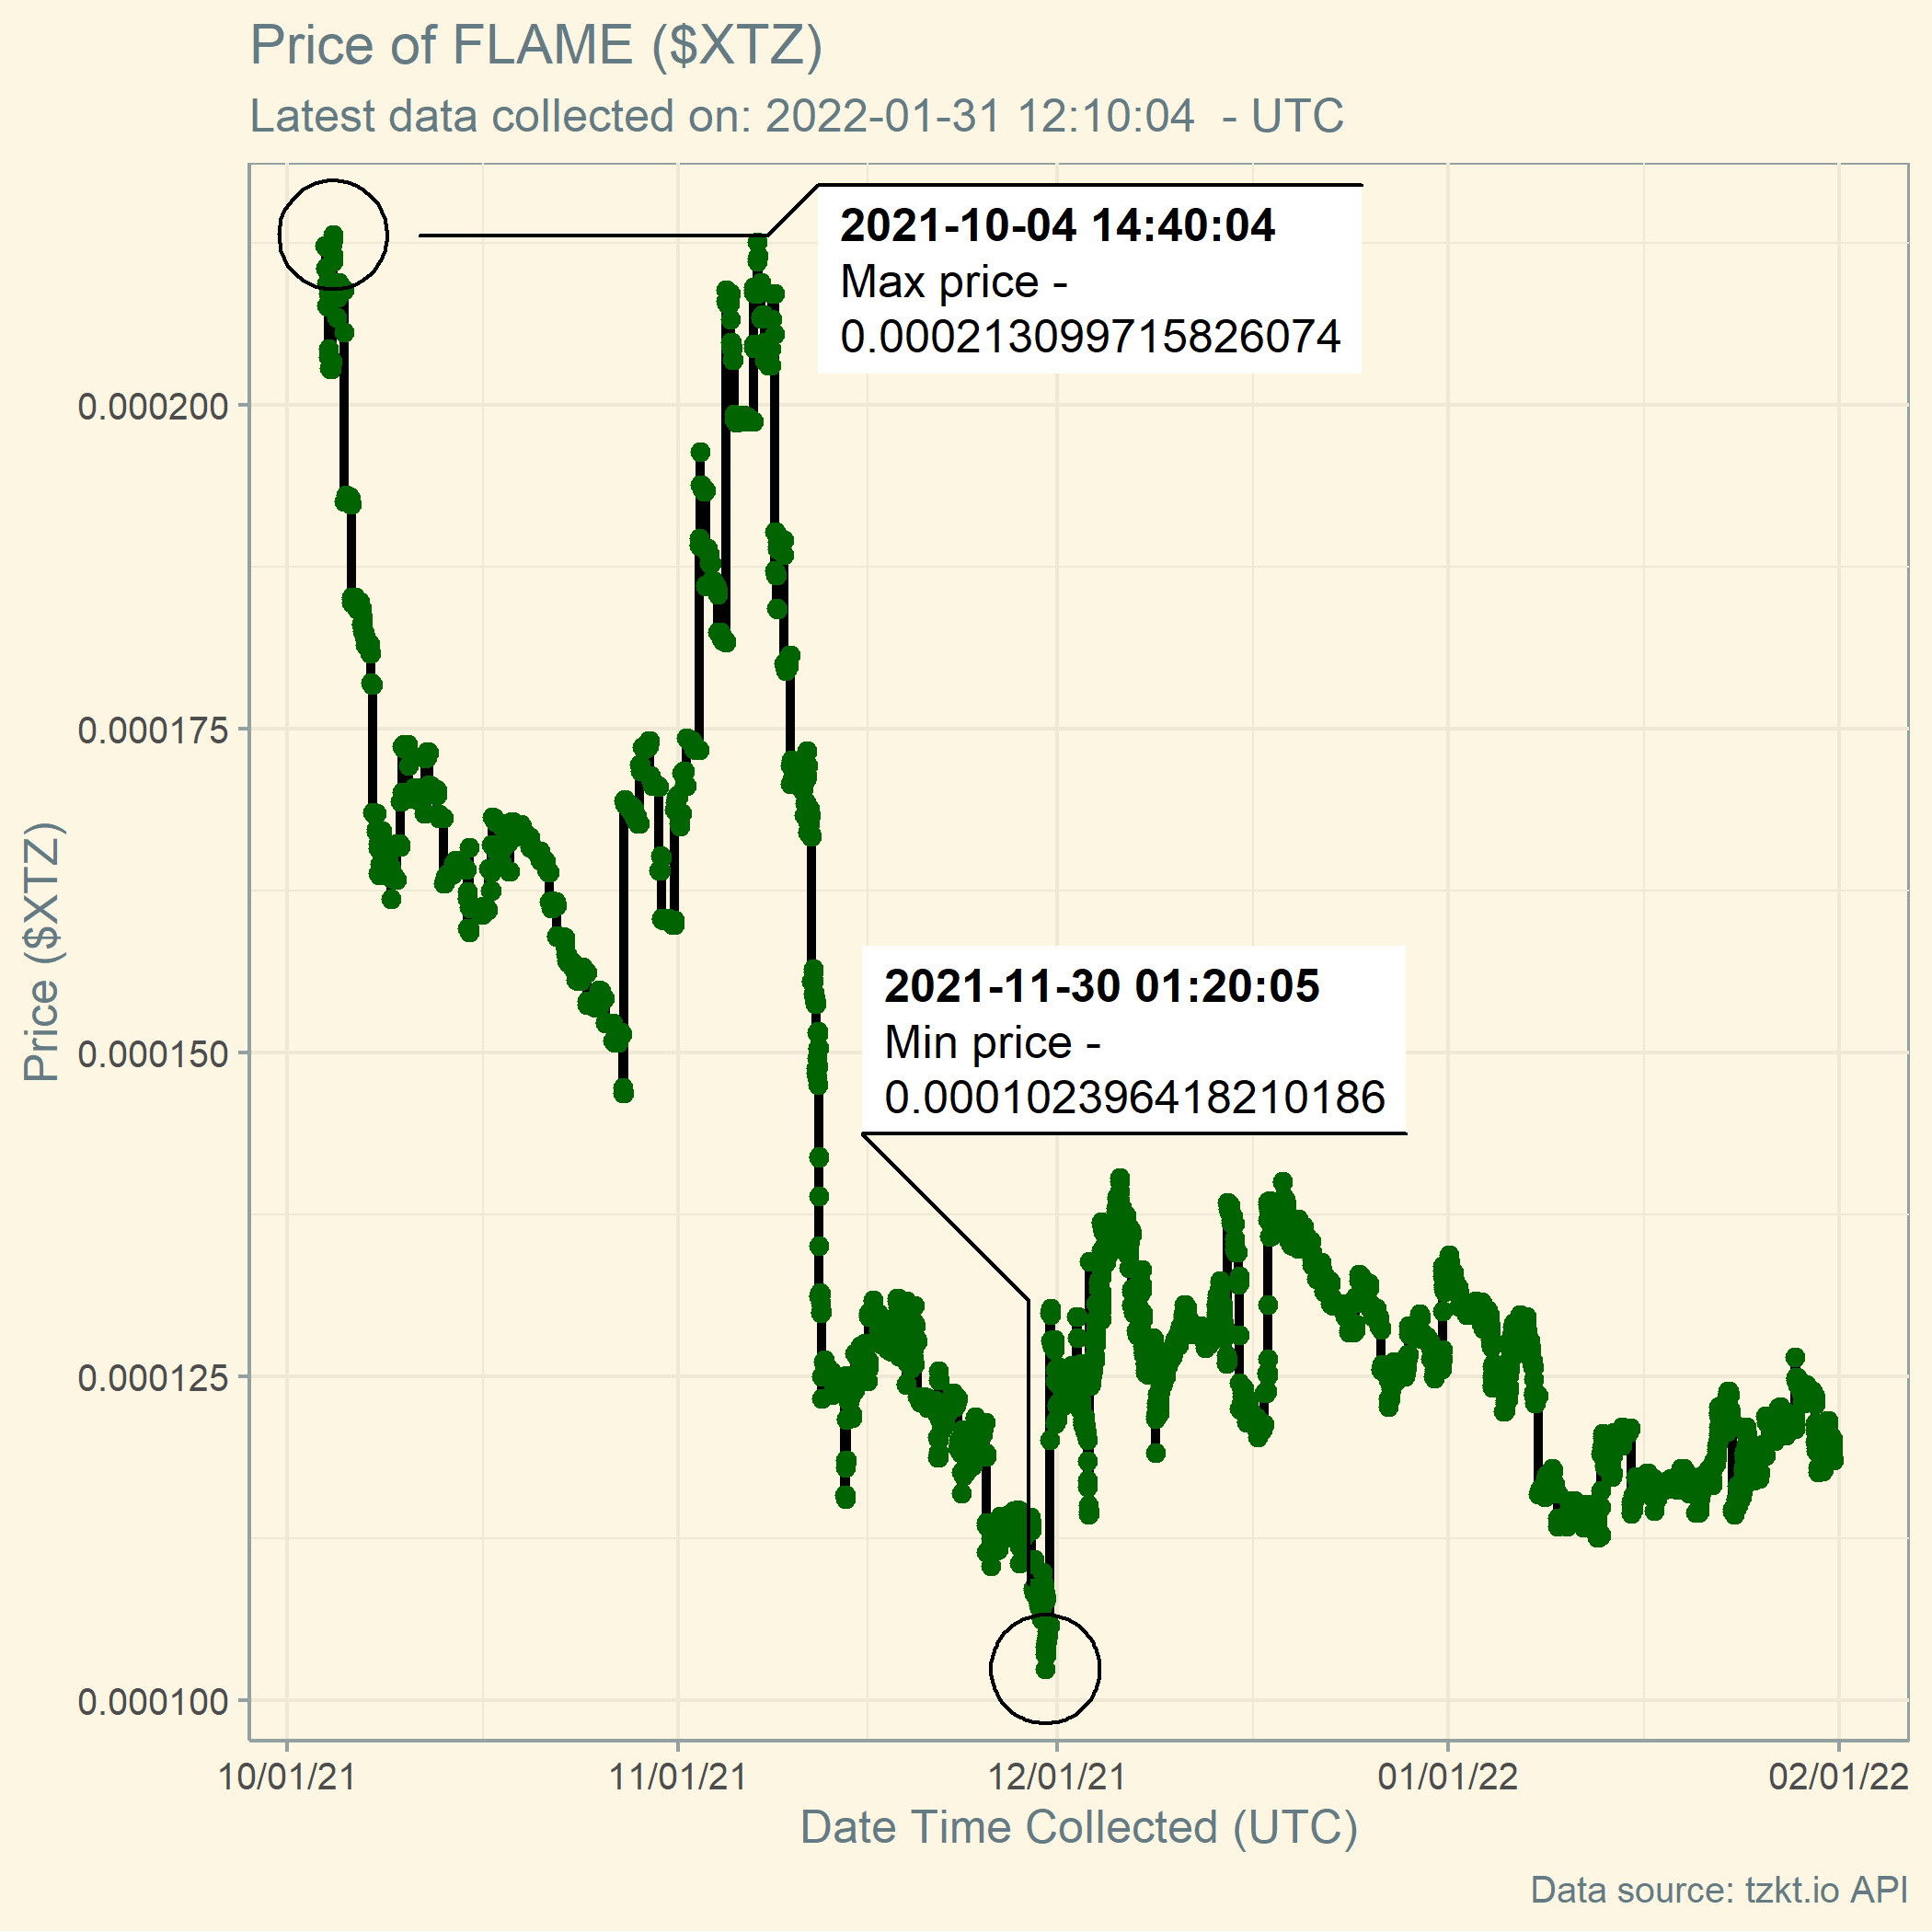 Price of FLAME ($XTZ)
Latest data collected on: 2022-01-31 12:10:04 - UTC
2021-10-04 14:40:04
Max price -
0.000213099715826074
0.000200
0.000175
2021-11-30 01:20:05
Min price -
0.000102396418210186
0.000150
0.000125
0.000100
Price ($XTZ)
10/01/21
11/01/21
12/01/21
01/01/22
02/01/22
Date Time Collected (UTC)
Data source: tzkt.io API